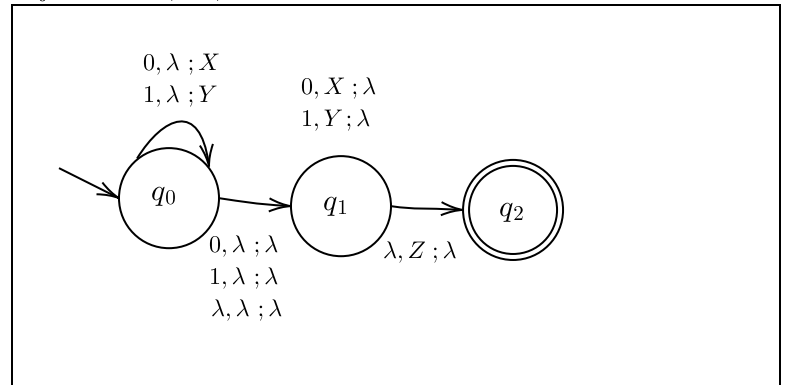 0, λ ; X
1, λ ; Y
0, X ; λ
1, Y ; λ
q₀
q₁
q₂
0, λ ; λ
1, λ ; λ
λ, λ ; λ
λ, Z ; λ